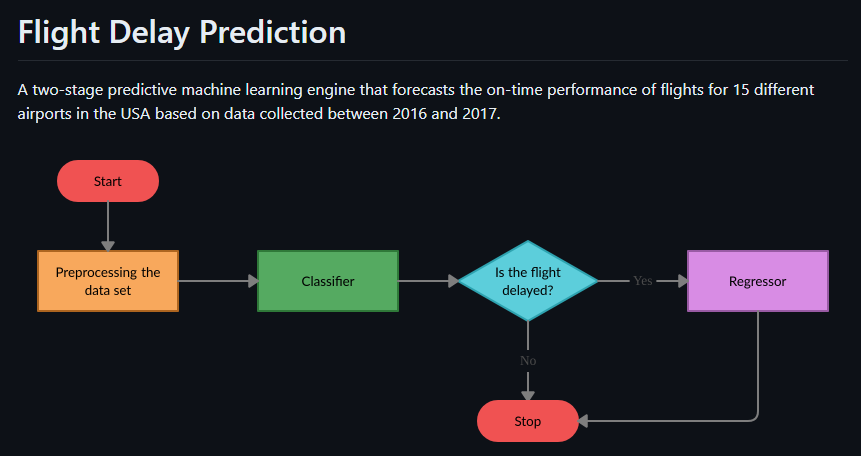 Flight Delay Prediction
A two-stage predictive machine learning engine that forecasts the on-time performance of flights for 15 different
airports in the USA based on data collected between 2016 and 2017.
Start
Preprocessing the
data set
Classifier
Is the flight
delayed?
Yes
Regressor
No
Stop